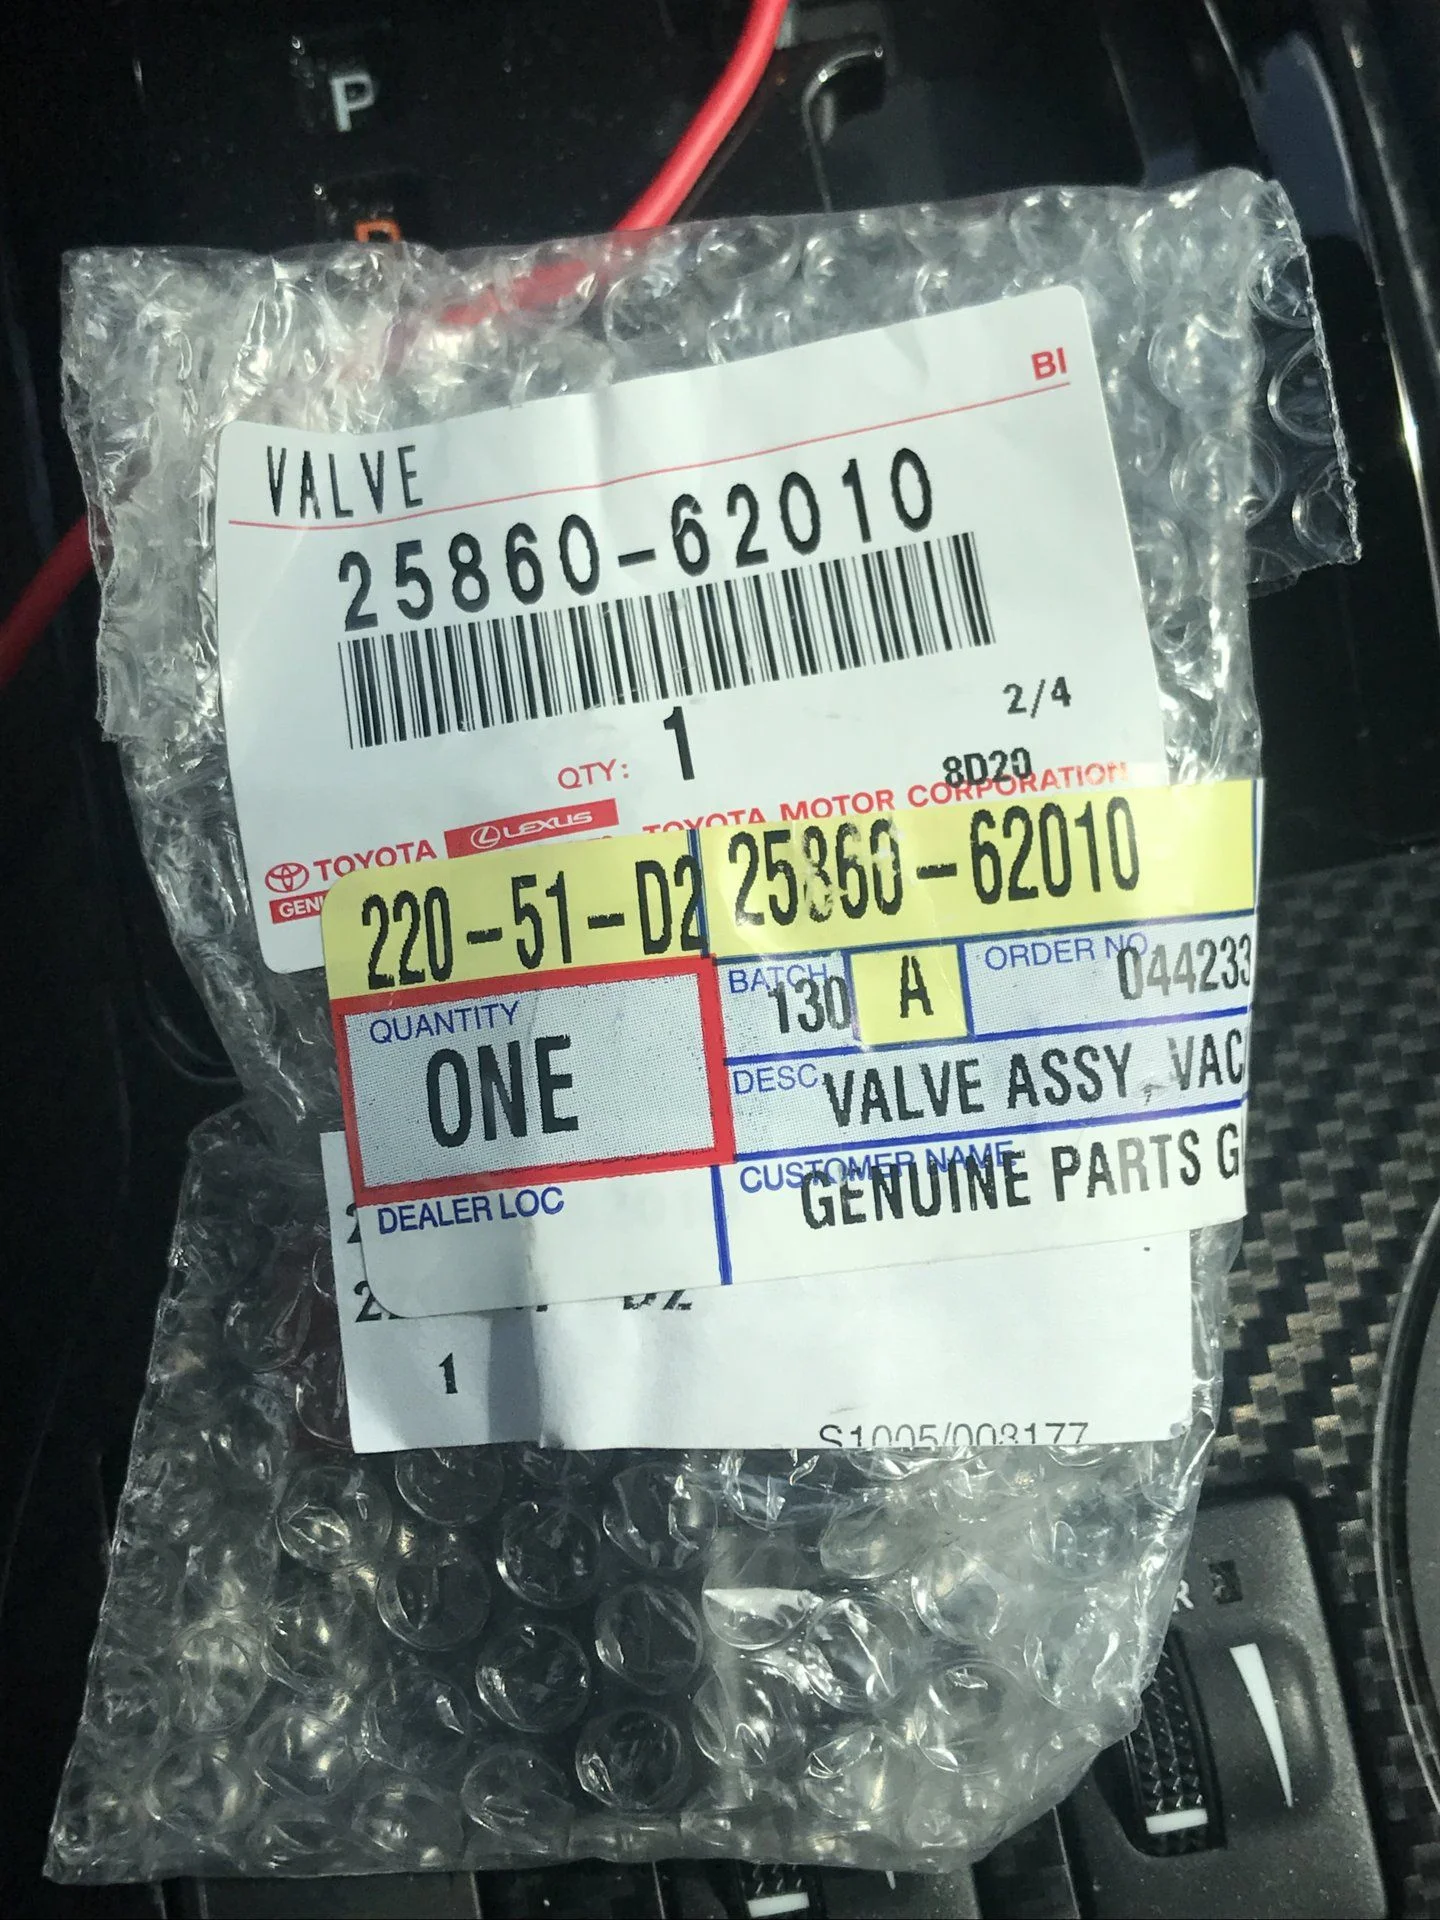 P
BI
VALVE
25860-62010
2/4
QTY: 1
8D20
TOYOTA LEXUS TOYOTA MOTOR CORPORATION
220-51-D2 25860-62010
QUANTITY
ONE
BATCH
130 A
ORDER NO
044233
DESC VALVE ASSY, VAC
CUSTOMER NAME
GENUINE PARTS G
DEALER LOC
1
S1005/003177